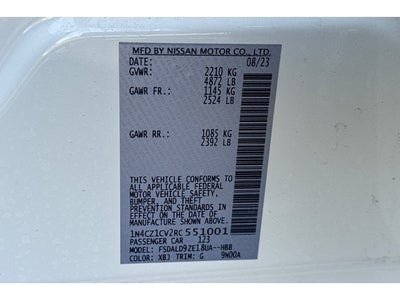 MFD BY NISSAN MOTOR CO., LTD.
DATE: 08/23
GVWR: 2210 KG
4872 LB
GAWR FR.: 1145 KG
2524 LB
GAWR RR.: 1085 KG
2392 LB
THIS VEHICLE CONFORMS
TO ALL APPLICABLE FEDERAL
MOTOR VEHICLE SAFETY,
BUMPER, AND THEFT
PREVENTION STANDARDS
IN EFFECT ON THE DATE OF
MANUFACTURE SHOWN ABOVE.
1N4CZ1CV2RC551001
PASSENGER CAR 123
MODEL: FSDALD9ZE18UA--HBB
COLOR: XBJ TRIM: G 9N00A